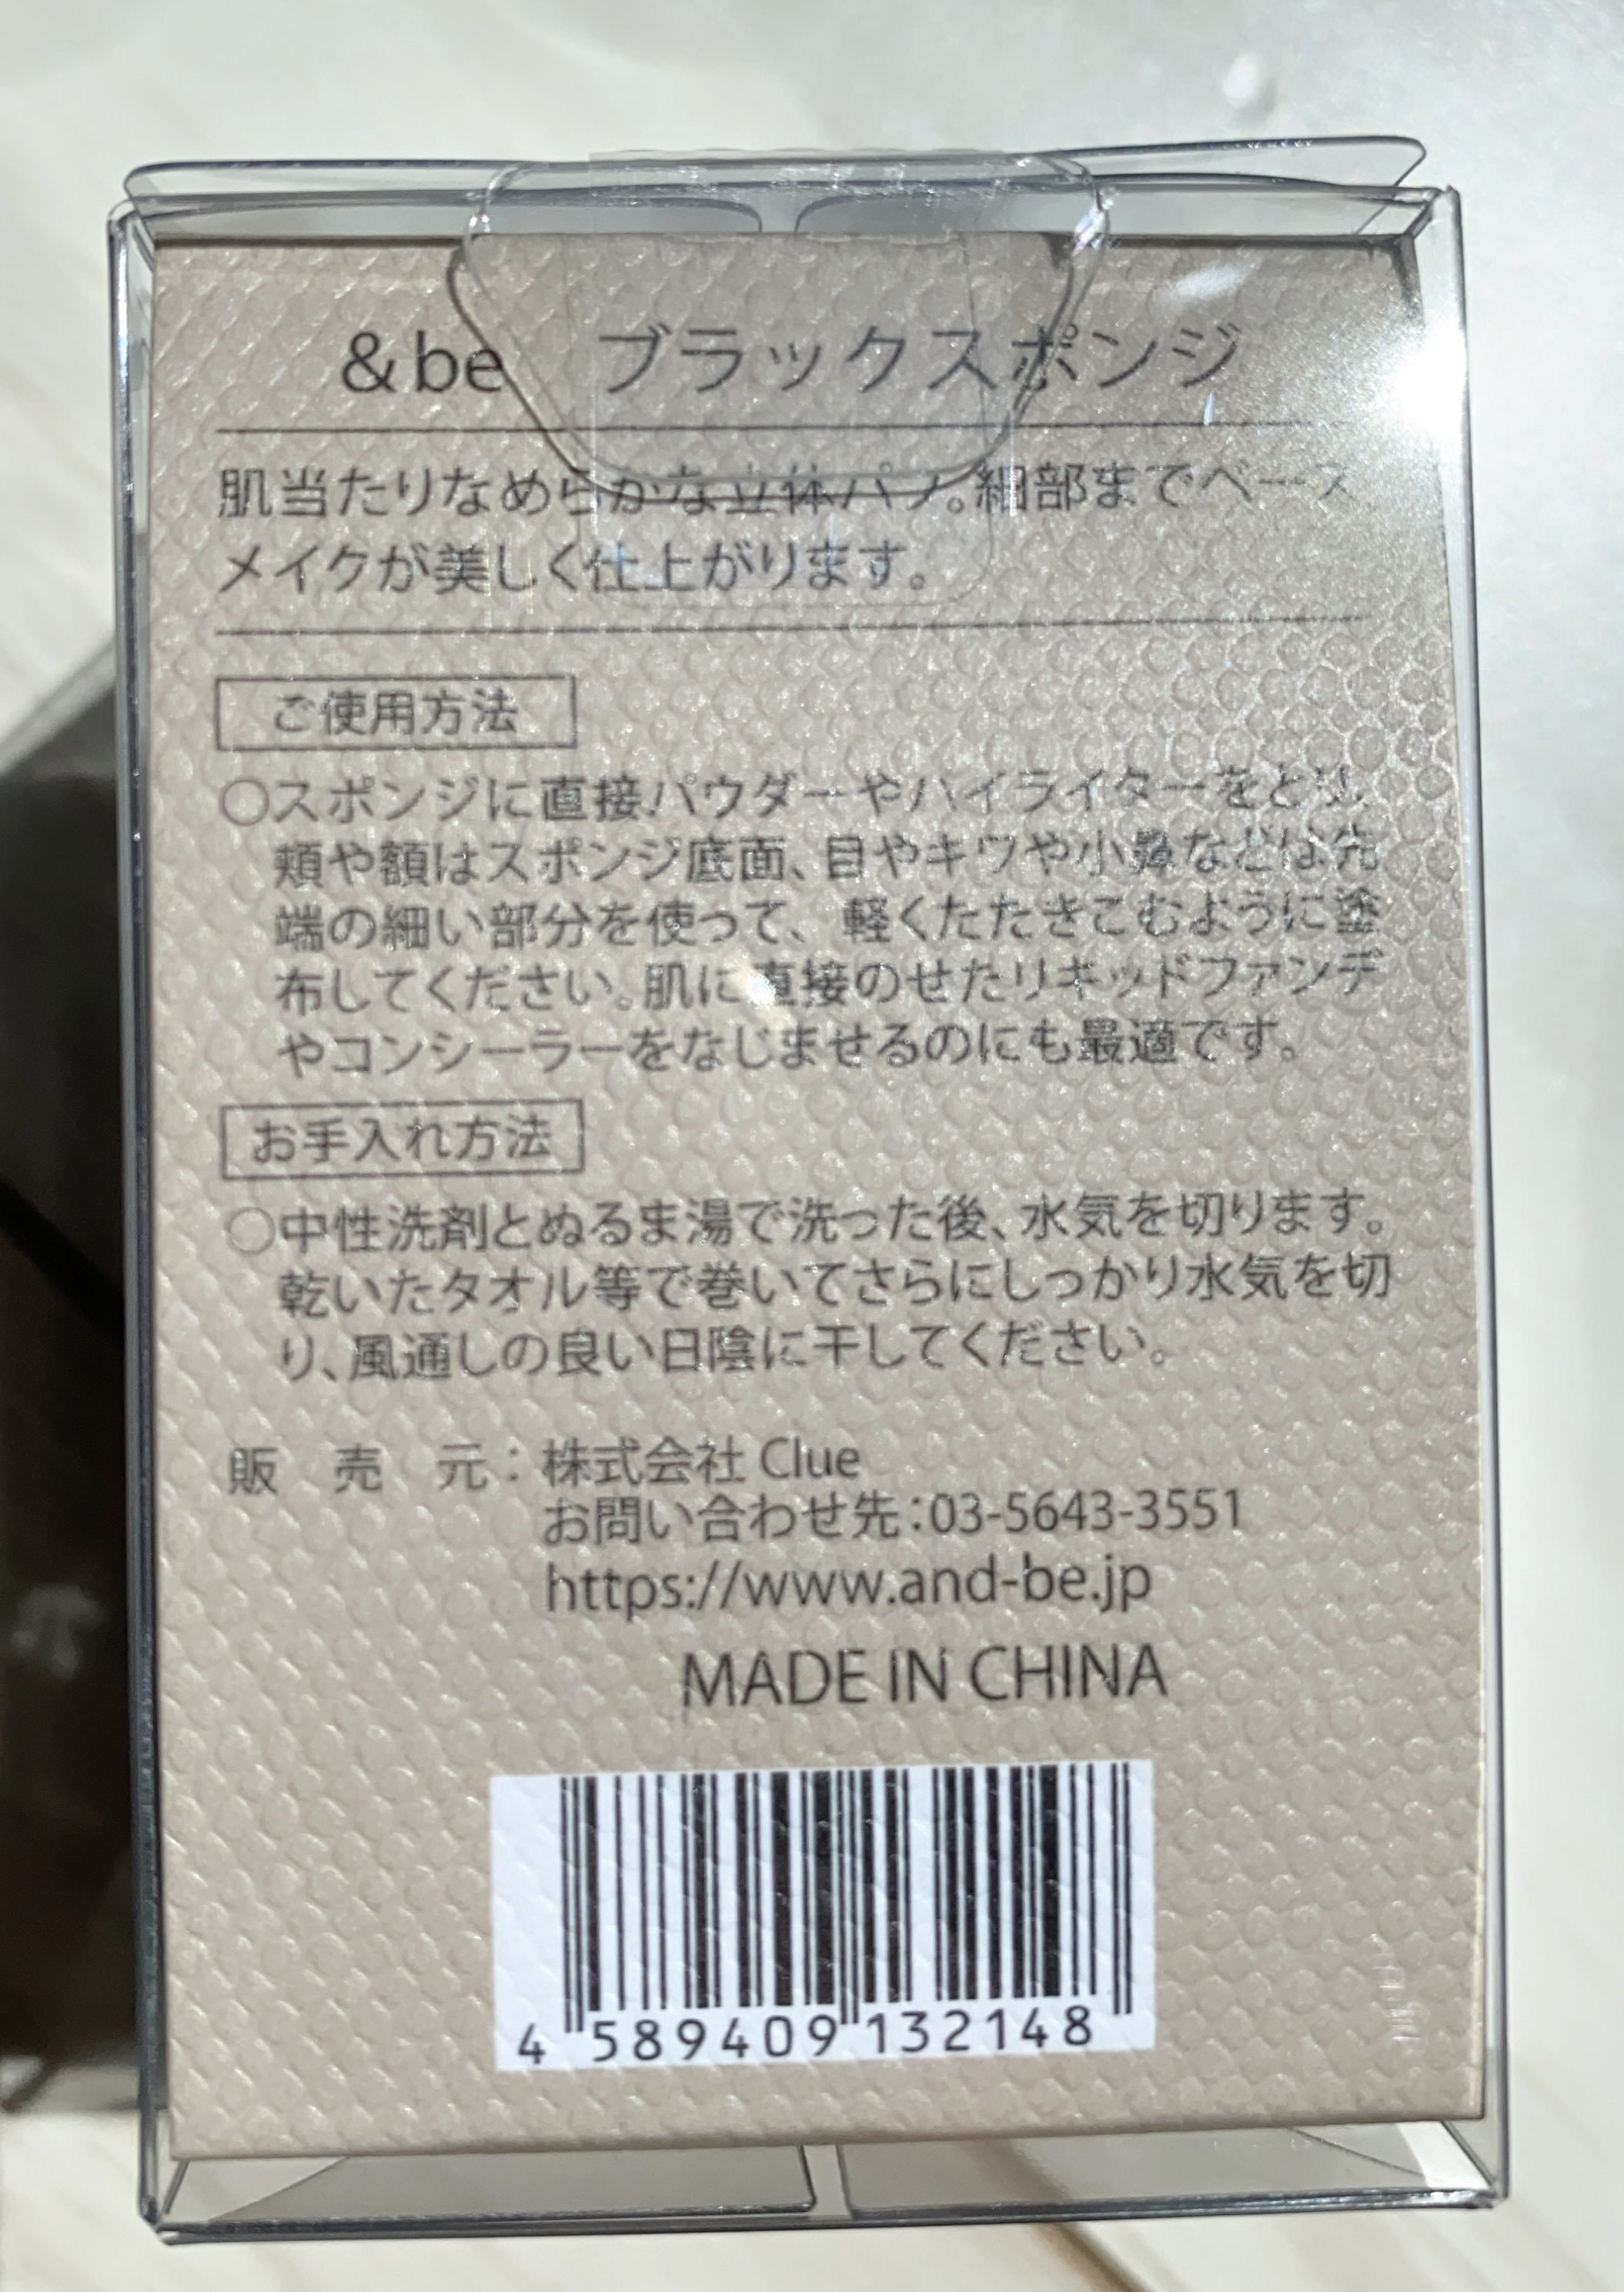 &be ブラックスポンジ
肌当たりなめらかな立体パフ。細部までベース
メイクが美しく仕上がります。
ご使用方法
○スポンジに直接パウダーやハイライターをとり、
頬や額はスポンジ底面、目やキワや小鼻などは先
端の細い部分を使って、軽くたたきこむように塗
布してください。肌に直接のせたリキッドファンデ
やコンシーラーをなじませるのにも最適です。
お手入れ方法
○中性洗剤とぬるま湯で洗った後、水気を切ります。
乾いたタオル等で巻いてさらにしっかり水気を切
り、風通しの良い日陰に干してください。
販売元：株式会社 Clue
お問い合わせ先：03-5643-3551
https://www.and-be.jp
MADE IN CHINA
4 589409 132148